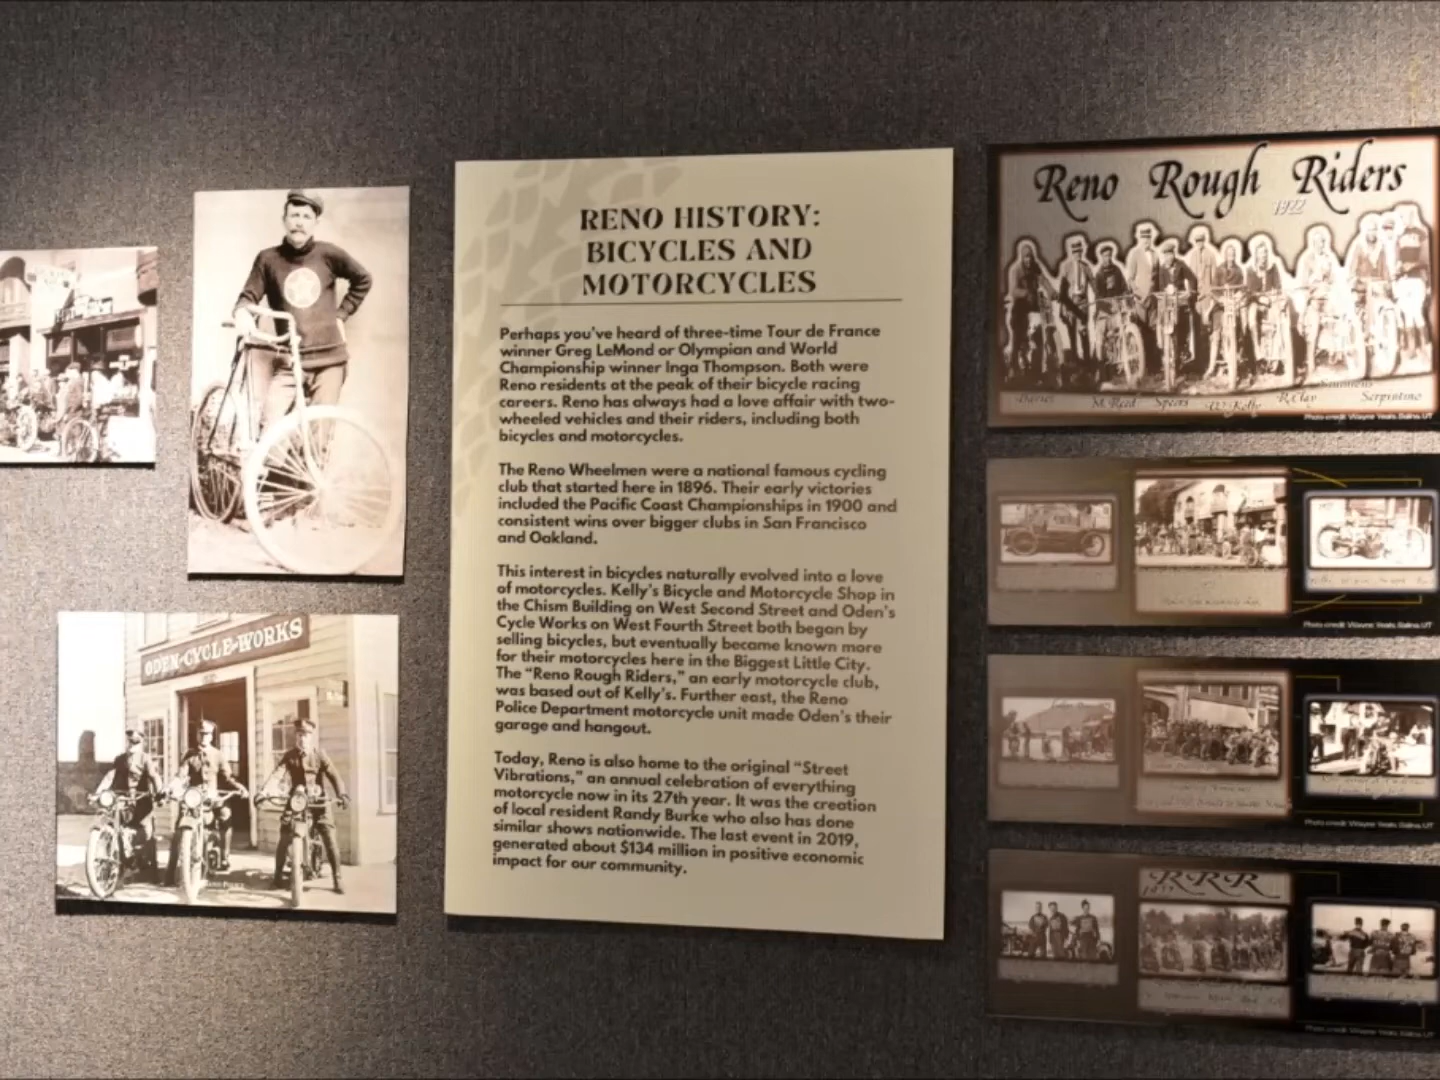 RENO HISTORY:
BICYCLES AND
MOTORCYCLES
Perhaps you've heard of three-time Tour de France
winner Greg LeMond or Olympian and World
Championship winner Inga Thompson. Both were
Reno residents at the peak of their bicycle racing
careers. Reno has always had a love affair with two-
wheeled vehicles and their riders, including both
bicycles and motorcycles.
The Reno Wheelmen were a national famous cycling
club that started here in 1896. Their early victories
included the Pacific Coast Championships in 1900 and
consistent wins over bigger clubs in San Francisco
and Oakland.
This interest in bicycles naturally evolved into a love
of motorcycles. Kelly's Bicycle and Motorcycle Shop in
the Chism Building on West Second Street and Oden's
Cycle Works on West Fourth Street both began by
selling bicycles, but eventually became known more
for their motorcycles here in the Biggest Little City.
The "Reno Rough Riders," an early motorcycle club,
was based out of Kelly's. Further east, the Reno
Police Department motorcycle unit made Oden's their
garage and hangout.
Today, Reno is also home to the original "Street
Vibrations," an annual celebration of everything
motorcycle now in its 27th year. It was the creation
of local resident Randy Burke who also has done
similar shows nationwide. The last event in 2019,
generated about $134 million in positive economic
impact for our community.
ODEN-CYCLE-WORKS
Reno Rough Riders
1922
Davies M. Reid Speers W. Kelly R. Clay Serpintino
RRR